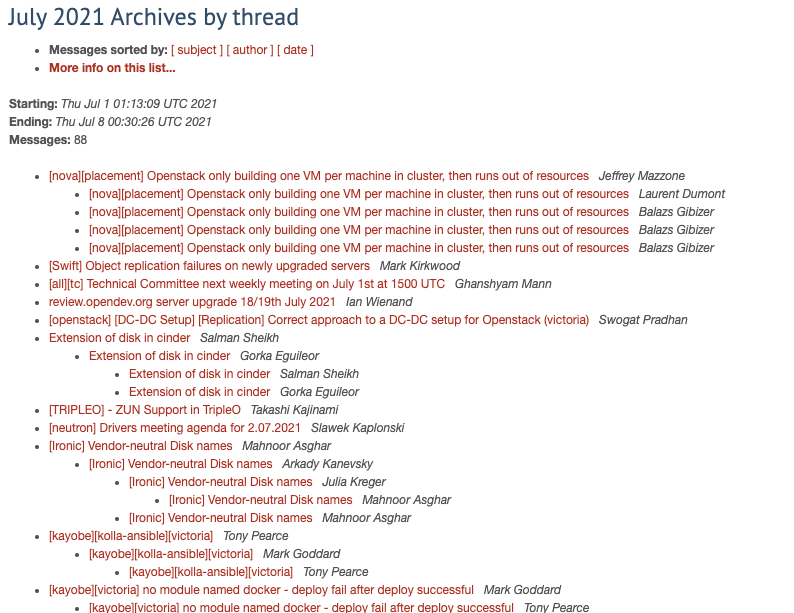 July 2021 Archives by thread
Messages sorted by: [ subject ] [ author ] [ date ]
More info on this list...
Starting: Thu Jul 1 01:13:09 UTC 2021
Ending: Thu Jul 8 00:30:26 UTC 2021
Messages: 88
[nova][placement] Openstack only building one VM per machine in cluster, then runs out of resources Jeffrey Mazzone
[nova][placement] Openstack only building one VM per machine in cluster, then runs out of resources Laurent Dumont
[nova][placement] Openstack only building one VM per machine in cluster, then runs out of resources Balazs Gibizer
[nova][placement] Openstack only building one VM per machine in cluster, then runs out of resources Balazs Gibizer
[nova][placement] Openstack only building one VM per machine in cluster, then runs out of resources Balazs Gibizer
[Swift] Object replication failures on newly upgraded servers Mark Kirkwood
[all][tc] Technical Committee next weekly meeting on July 1st at 1500 UTC Ghanshyam Mann
review.opendev.org server upgrade 18/19th July 2021 Ian Wienand
[openstack] [DC-DC Setup] [Replication] Correct approach to a DC-DC setup for Openstack (victoria) Swogat Pradhan
Extension of disk in cinder Salman Sheikh
Extension of disk in cinder Gorka Eguileor
Extension of disk in cinder Salman Sheikh
Extension of disk in cinder Gorka Eguileor
[TRIPLEO] - ZUN Support in TripleO Takashi Kajinami
[neutron] Drivers meeting agenda for 2.07.2021 Slawek Kaplonski
[Ironic] Vendor-neutral Disk names Mahnoor Asghar
[Ironic] Vendor-neutral Disk names Arkady Kanevsky
[Ironic] Vendor-neutral Disk names Julia Kreger
[Ironic] Vendor-neutral Disk names Mahnoor Asghar
[Ironic] Vendor-neutral Disk names Mahnoor Asghar
[kayobe][kolla-ansible][victoria] Tony Pearce
[kayobe][kolla-ansible][victoria] Mark Goddard
[kayobe][kolla-ansible][victoria] Tony Pearce
[kayobe][victoria] no module named docker - deploy fail after deploy successful Mark Goddard
[kayobe][victoria] no module named docker - deploy fail after deploy successful Tony Pearce